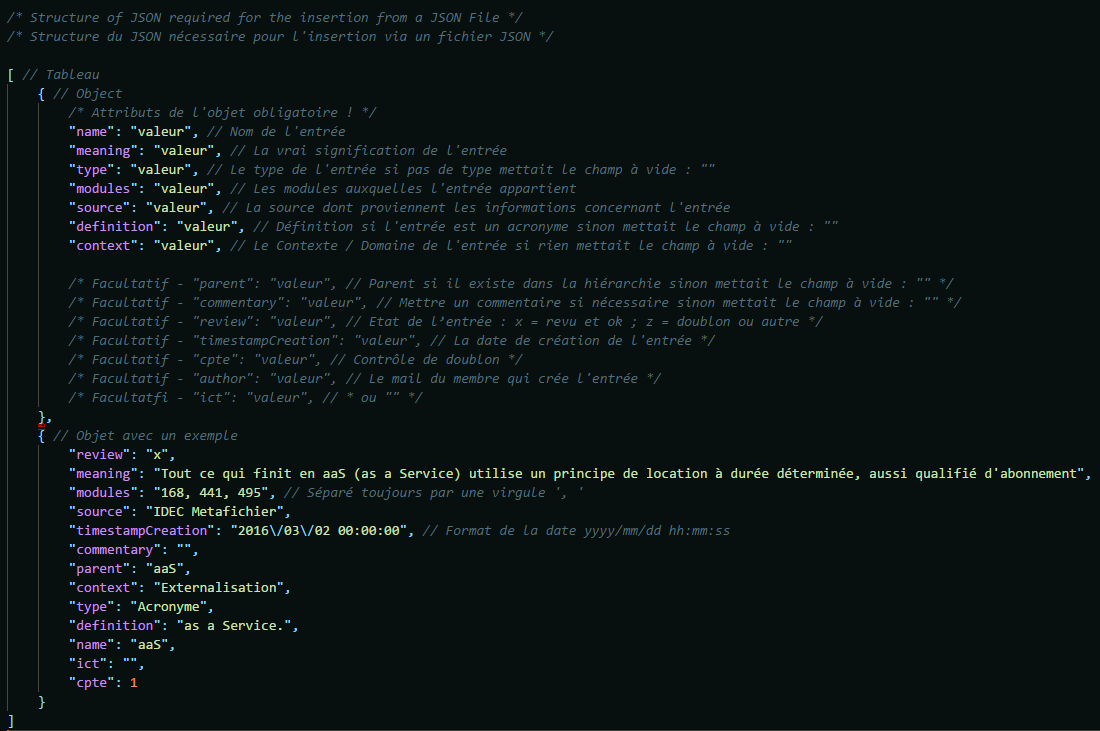 /* Structure of JSON required for the insertion from a JSON File */
/* Structure du JSON nécessaire pour l'insertion via un fichier JSON */
[ // Tableau
{ // Object
/* Attributs de l'objet obligatoire ! */
"name": "valeur", // Nom de l'entrée
"meaning": "valeur", // La vrai signification de l'entrée
"type": "valeur", // Le type de l'entrée si pas de type mettait le champ à vide : ""
"modules": "valeur", // Les modules auxquelles l'entrée appartient
"source": "valeur", // La source dont proviennent les informations concernant l'entrée
"definition": "valeur", // Définition si l'entrée est un acronyme sinon mettait le champ à vide : ""
"context": "valeur", // Le Contexte / Domaine de l'entrée si rien mettait le champ à vide : ""
/* Facultatif - "parent": "valeur", // Parent si il existe dans la hiérarchie sinon mettait le champ à vide : "" */
/* Facultatif - "commentary": "valeur", // Mettre un commentaire si nécessaire sinon mettait le champ à vide : "" */
/* Facultatif - "review": "valeur", // Etat de l’entrée : x = revu et ok ; z = doublon ou autre */
/* Facultatif - "timestampCreation": "valeur", // La date de création de l'entrée */
/* Facultatif - "cpte": "valeur", // Contrôle de doublon */
/* Facultatif - "author": "valeur", // Le mail du membre qui crée l'entrée */
/* Facultatfi - "ict": "valeur", // * ou "" */
},
{ // Objet avec un exemple
"review": "x",
"meaning": "Tout ce qui finit en aaS (as a Service) utilise un principe de location à durée déterminée, aussi qualifié d'abonnement",
"modules": "168, 441, 495", // Séparé toujours par une virgule ', '
"source": "IDEC Metafichier",
"timestampCreation": "2016\/03\/02 00:00:00", // Format de la date yyyy/mm/dd hh:mm:ss
"commentary": "",
"parent": "aaS",
"context": "Externalisation",
"type": "Acronyme",
"definition": "as a Service.",
"name": "aaS",
"ict": "",
"cpte": 1
}
]